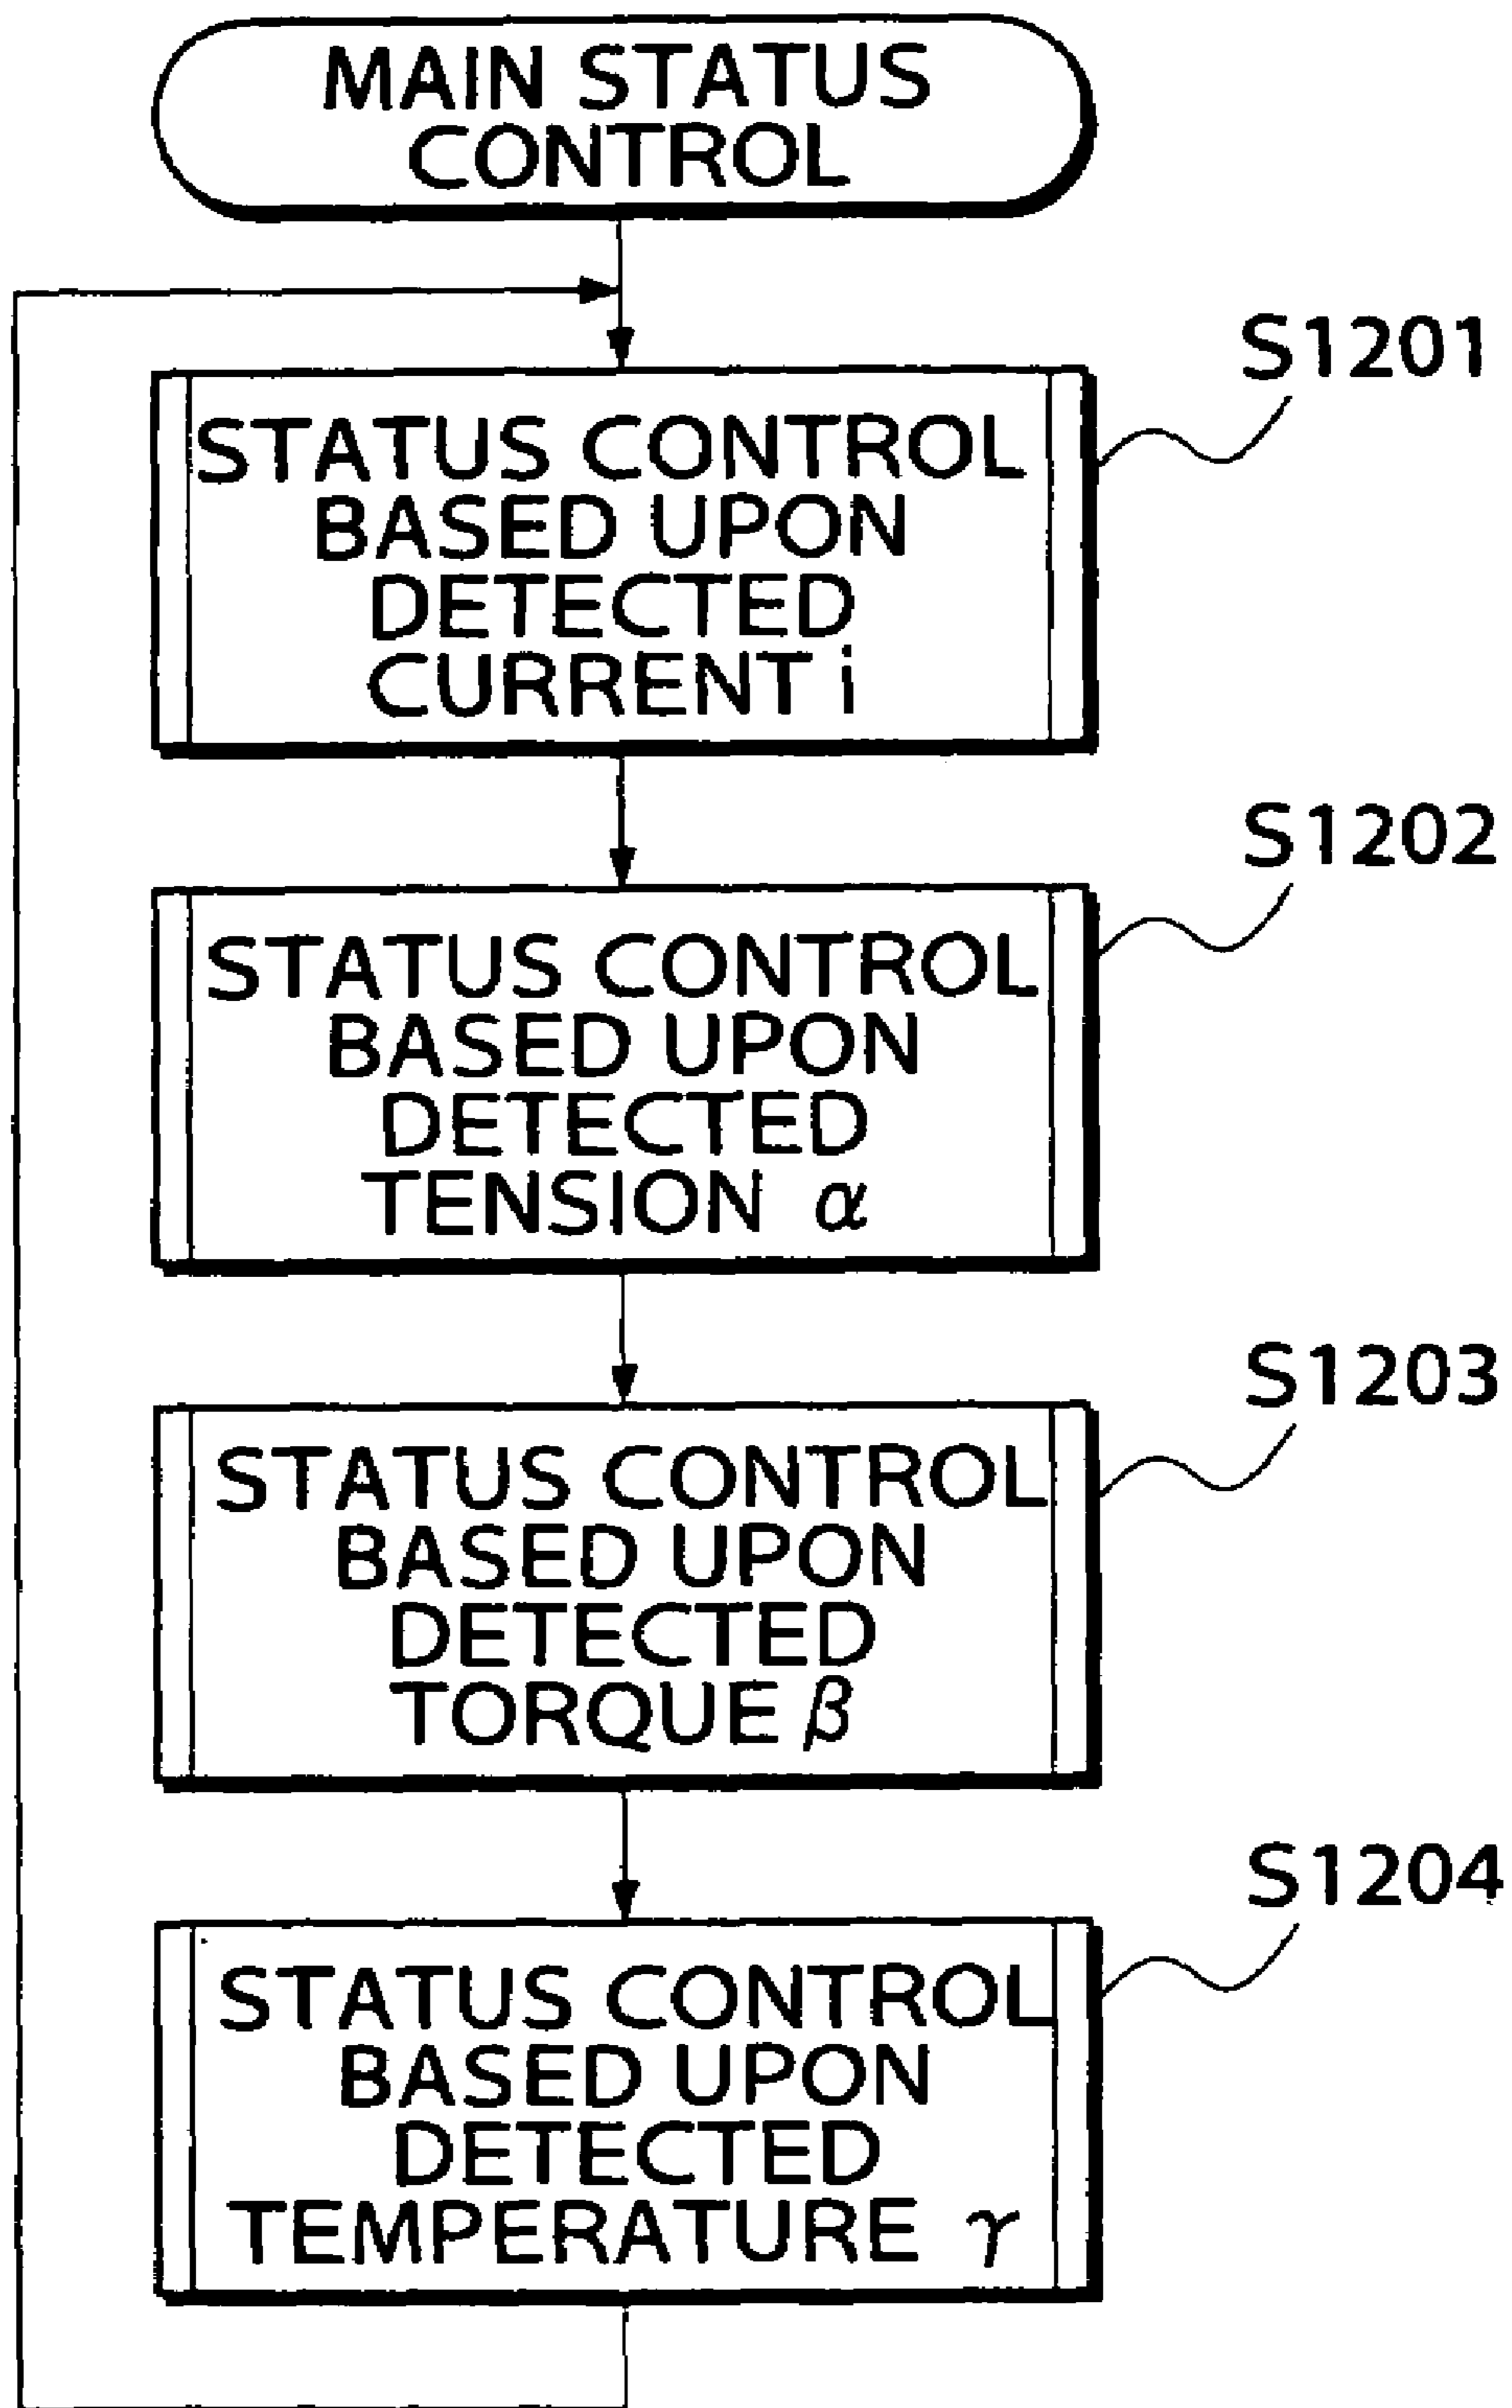 MAIN STATUS
CONTROL
S1201
STATUS CONTROL
BASED UPON
DETECTED
CURRENT i
S1202
STATUS CONTROL
BASED UPON
DETECTED
TENSION α
S1203
STATUS CONTROL
BASED UPON
DETECTED
TORQUE β
S1204
STATUS CONTROL
BASED UPON
DETECTED
TEMPERATURE γ